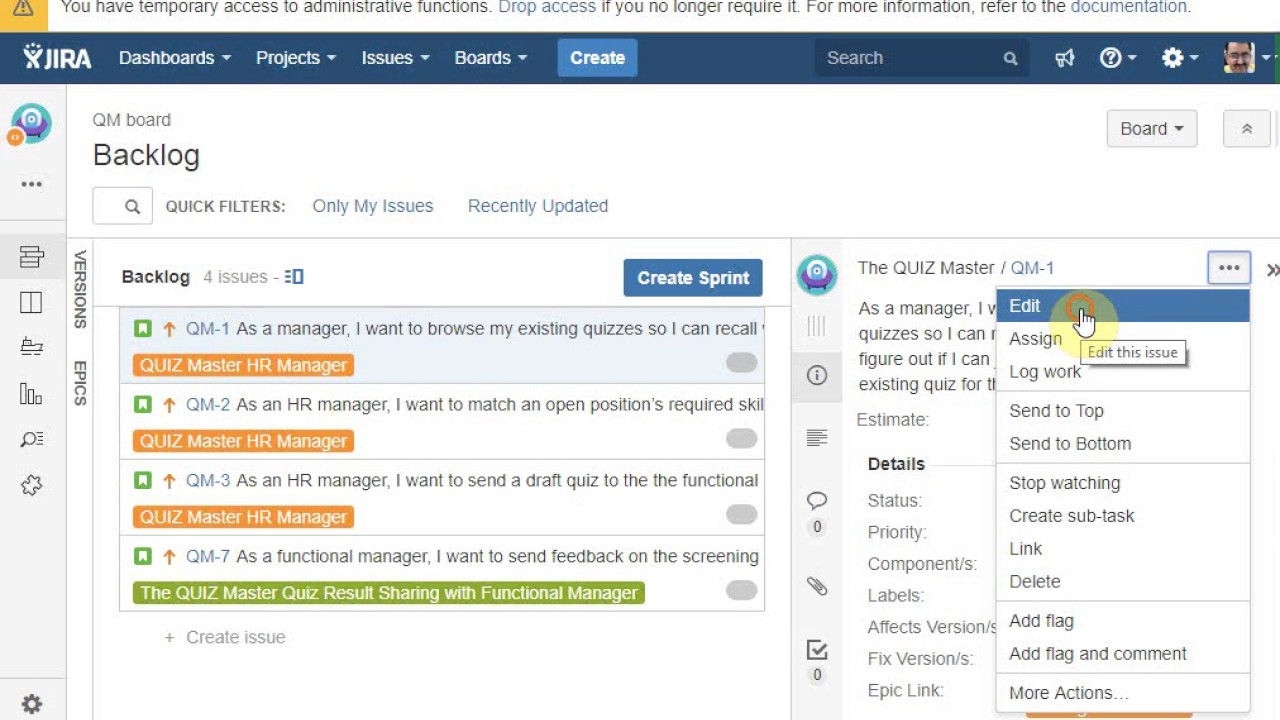 You have temporary access to administrative functions. Drop access if you no longer require it. For more information, refer to the documentation.
JIRA Dashboards Projects Issues Boards Create Search
QM board
Backlog
Board
QUICK FILTERS: Only My Issues Recently Updated
VERSIONS
EPICS
Backlog 4 issues - Create Sprint
QM-1 As a manager, I want to browse my existing quizzes so I can recall
QUIZ Master HR Manager
QM-2 As an HR manager, I want to match an open position's required skil
QUIZ Master HR Manager
QM-3 As an HR manager, I want to send a draft quiz to the the functional
QUIZ Master HR Manager
QM-7 As a functional manager, I want to send feedback on the screening
The QUIZ Master Quiz Result Sharing with Functional Manager
+ Create issue
The QUIZ Master / QM-1
As a manager, I
quizzes so I can
figure out if I can
existing quiz for
Estimate:
Details
Status:
Priority:
Component/s:
Labels:
Affects Version/s
Fix Version/s:
Epic Link:
0
0
Edit
Assign
Edit this issue
Log work
Send to Top
Send to Bottom
Stop watching
Create sub-task
Link
Delete
Add flag
Add flag and comment
More Actions...